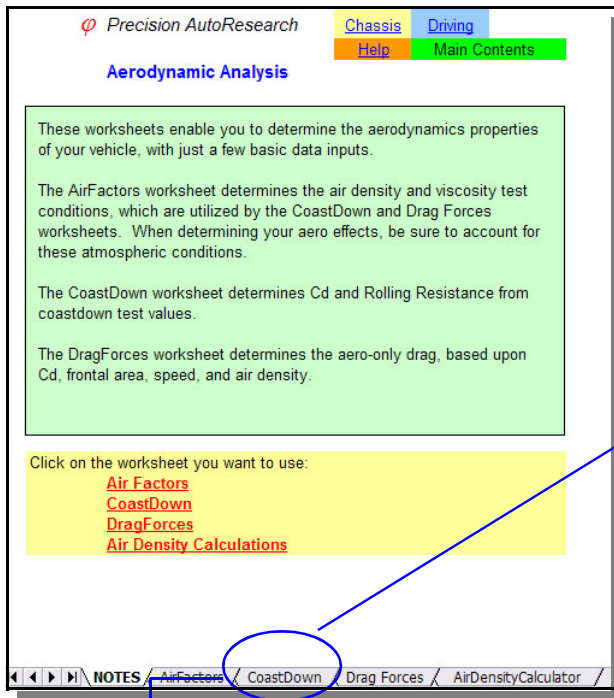 φ Precision AutoResearch
Chassis Driving
Help Main Contents
Aerodynamic Analysis
These worksheets enable you to determine the aerodynamics properties
of your vehicle, with just a few basic data inputs.
The AirFactors worksheet determines the air density and viscosity test
conditions, which are utilized by the CoastDown and Drag Forces
worksheets. When determining your aero effects, be sure to account for
these atmospheric conditions.
The CoastDown worksheet determines Cd and Rolling Resistance from
coastdown test values.
The DragForces worksheet determines the aero-only drag, based upon
Cd, frontal area, speed, and air density.
Click on the worksheet you want to use:
Air Factors
CoastDown
DragForces
Air Density Calculations
NOTES AirFactors CoastDown Drag Forces AirDensityCalculator